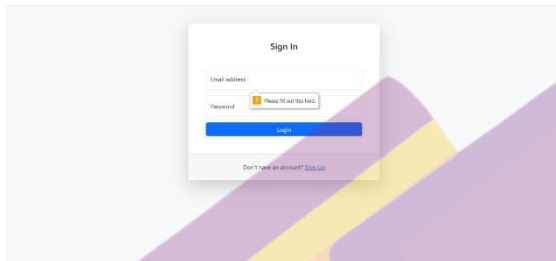 Sign In
Email address
Please fill out this field.
Password
Login
Don't have an account? Sign Up